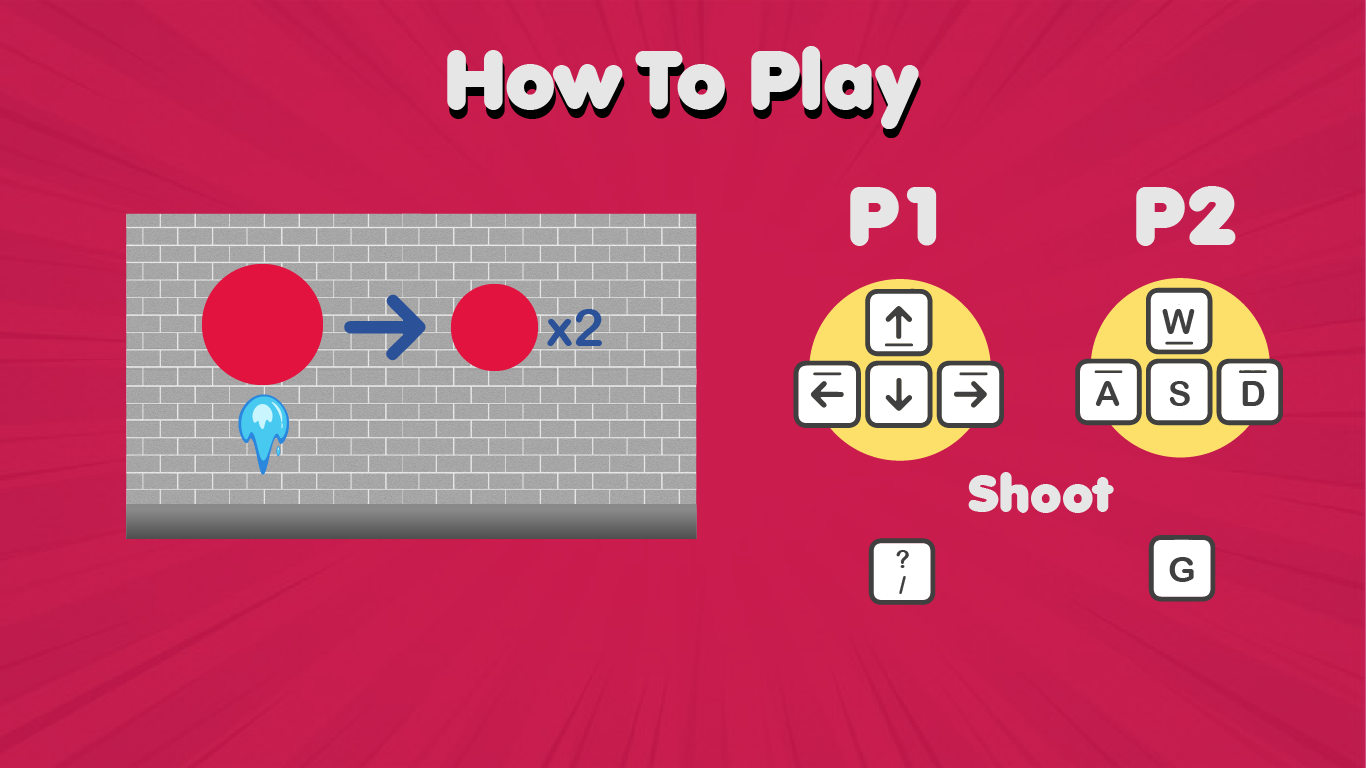 How To Play
P1
P2
x2
↑
W
← ↓ →
A S D
Shoot
?
/
G